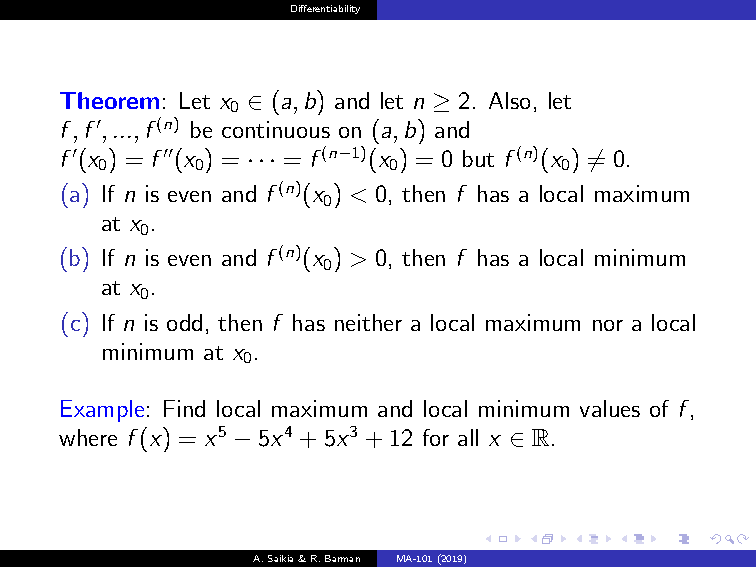 Differentiability
Theorem: Let x₀ ∈ (a, b) and let n ≥ 2. Also, let
f, f′, ..., f⁽ⁿ⁾ be continuous on (a, b) and
f′(x₀) = f″(x₀) = ⋯ = f⁽ⁿ⁻¹⁾(x₀) = 0 but f⁽ⁿ⁾(x₀) ≠ 0.
(a) If n is even and f⁽ⁿ⁾(x₀) < 0, then f has a local maximum
at x₀.
(b) If n is even and f⁽ⁿ⁾(x₀) > 0, then f has a local minimum
at x₀.
(c) If n is odd, then f has neither a local maximum nor a local
minimum at x₀.
Example: Find local maximum and local minimum values of f,
where f(x) = x⁵ − 5x⁴ + 5x³ + 12 for all x ∈ ℝ.
A. Saikia & R. Barman MA-101 (2019)